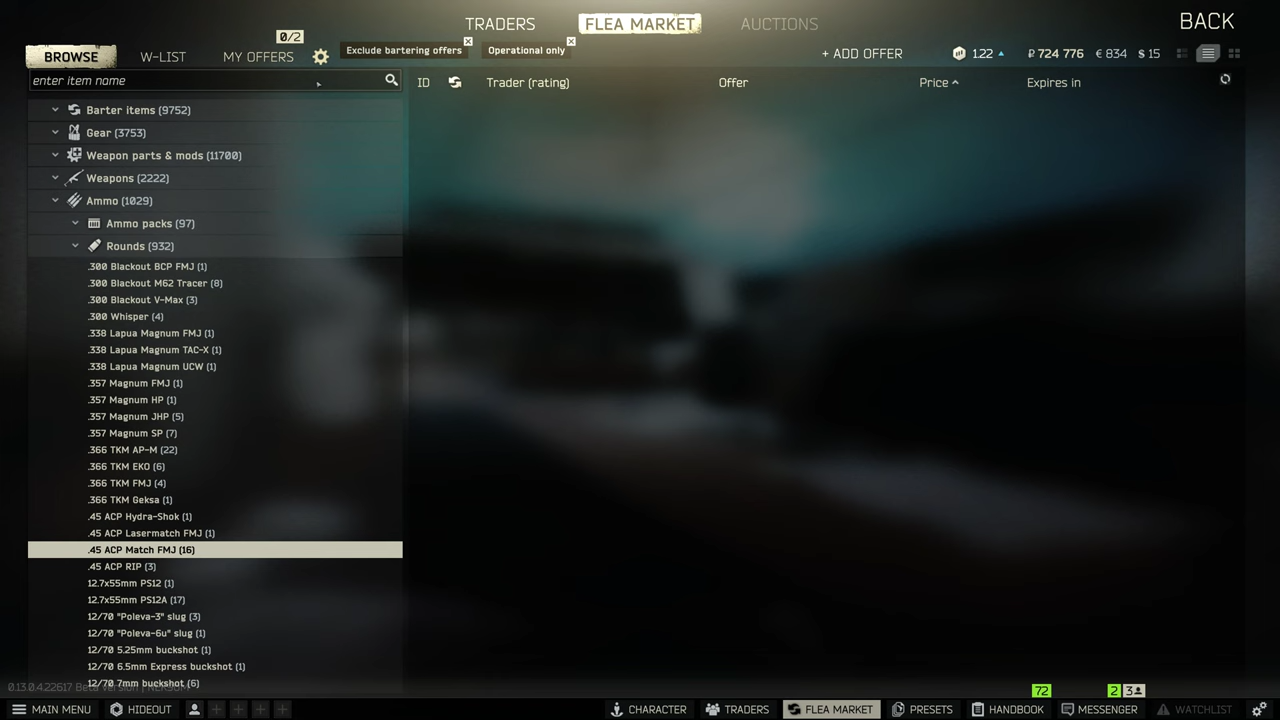 TRADERS FLEA MARKET AUCTIONS BACK
0/2
BROWSE W-LIST MY OFFERS Exclude bartering offers Operational only + ADD OFFER 122 ₽ 724 776 € 834 $ 15
enter item name ID Trader (rating) Offer Price Expires in
Barter items (9752)
Gear (3753)
Weapon parts & mods (11700)
Weapons (2222)
Ammo (1029)
Ammo packs (97)
Rounds (932)
.300 Blackout BCP FMJ (1)
.300 Blackout M62 Tracer (8)
.300 Blackout V-Max (3)
.300 Whisper (4)
.338 Lapua Magnum FMJ (1)
.338 Lapua Magnum TAC-X (1)
.338 Lapua Magnum UCW (1)
.357 Magnum FMJ (1)
.357 Magnum HP (1)
.357 Magnum JHP (5)
.357 Magnum SP (7)
.366 TKM AP-M (22)
.366 TKM EKO (6)
.366 TKM FMJ (4)
.366 TKM Geksa (1)
.45 ACP Hydra-Shok (1)
.45 ACP Lasermatch FMJ (1)
.45 ACP Match FMJ (16)
.45 ACP RIP (3)
12.7x55mm PS12 (1)
12.7x55mm PS12A (17)
12/70 "Poleva-3" slug (3)
12/70 "Poleva-6u" slug (1)
12/70 5.25mm buckshot (1)
12/70 6.5mm Express buckshot (1)
12/70 7mm buckshot (6)
0.13.0.4.22617 Beta version
72 2 3
MAIN MENU HIDEOUT CHARACTER TRADERS FLEA MARKET PRESETS HANDBOOK MESSENGER WATCHLIST